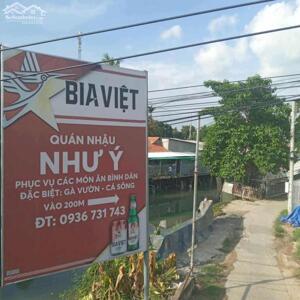 BIA VIỆT
QUÁN NHẬU
NHƯ Ý
PHỤC VỤ CÁC MÓN ĂN BÌNH DÂN
ĐẶC BIỆT: GÀ VƯỜN - CÁ SÔNG
VÀO 200M
ĐT: 0936 731 743